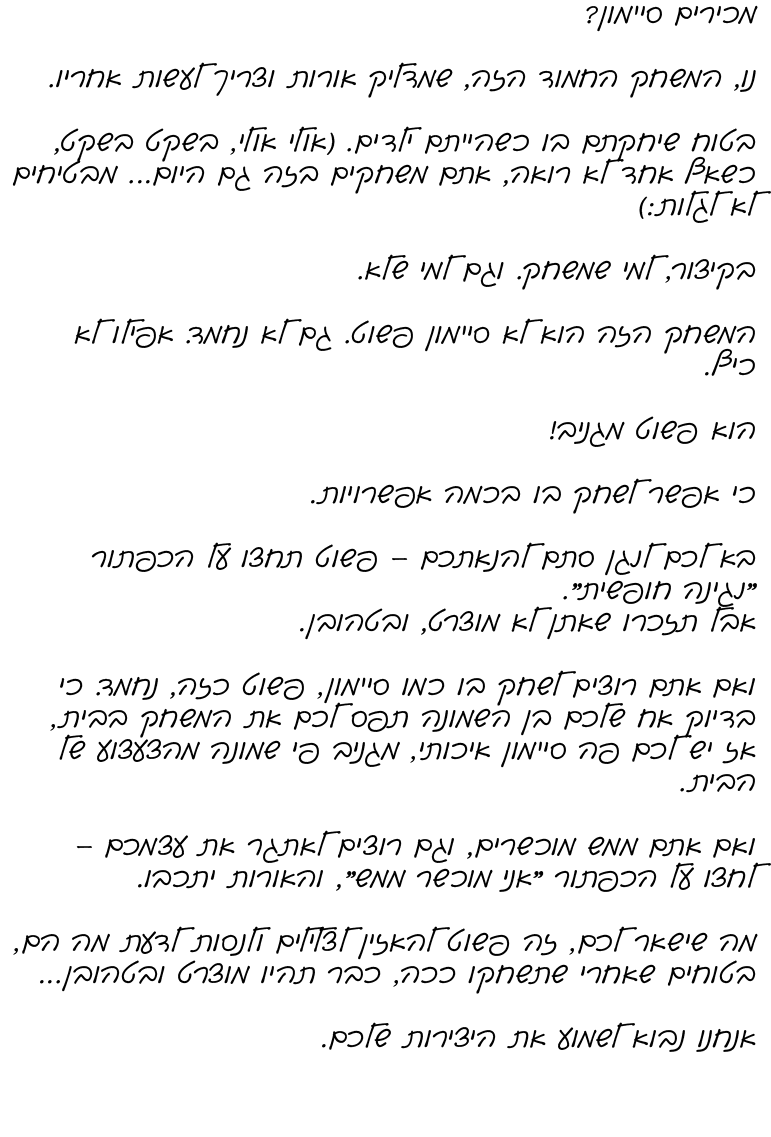 מכירים סיימון?
נו, המשחק החמוד הזה, שמדליק אורות וצריך לעשות אחריו.
בטוח שיחקתם בו כשהייתם ילדים. (אולי אולי, בשקט בשקט,
כשאף אחד לא רואה, אתם משחקים בזה גם היום... מבטיחים
לא לגלות:)
בקיצור, למי שמשחק. וגם למי שלא.
המשחק הזה הוא לא סיימון פשוט. גם לא נחמד. אפילו לא
כיף.
הוא פשוט מגניב!
כי אפשר לשחק בו בכמה אפשרויות.
בא לכם לנגן סתם להנאתכם – פשוט תחצו על הכפתור
"נגינה חופשית".
אבל תזכרו שאתן לא מוצרט, ובטהובן.
ואם אתם רוצים לשחק בו כמו סיימון, פשוט כזה, נחמד. כי
בדיוק אח שלכם בן השמונה תפס לכם את המשחק בבית,
אז יש לכם פה סיימון איכותי, מגניב פי שמונה מהצעצוע של
הבית.
ואם אתם ממש מוכשרים, וגם רוצים לאתגר את עצמכם –
לחצו על הכפתור "אני מוכשר ממש", והאורות יתכבו.
מה שישאר לכם, זה פשוט להאזין לצלילים ולנסות לדעת מה הם,
בטוחים שאחרי שתשחקו ככה, כבר תהיו מוצרט ובטהובן...
אנחנו נבוא לשמוע את היצירות שלכם.